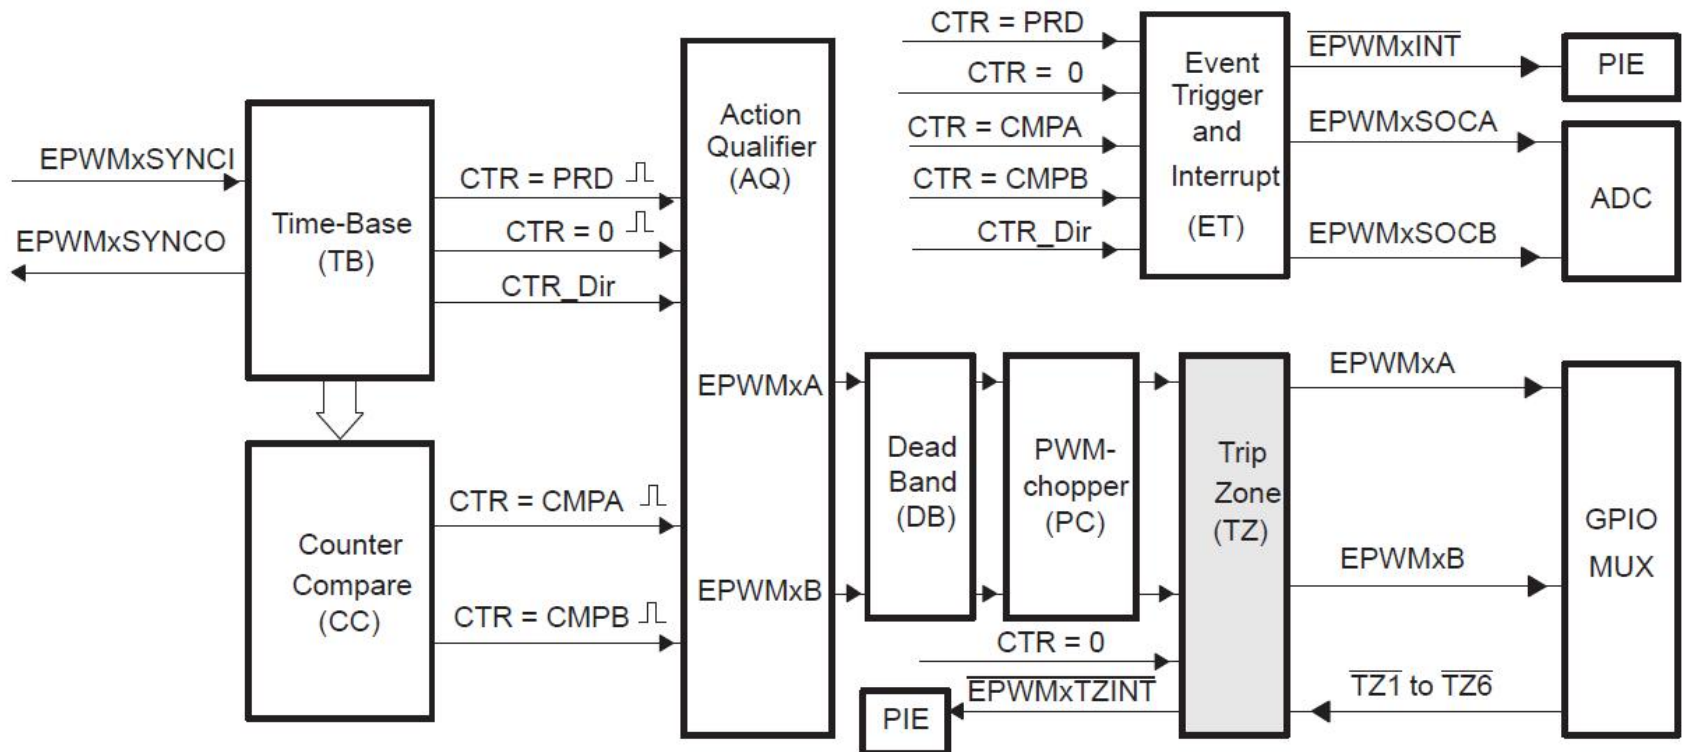 EPWMxSYNCI
EPWMxSYNCO
Time-Base
(TB)
CTR = PRD
CTR = 0
CTR_Dir
Counter
Compare
(CC)
CTR = CMPA
CTR = CMPB
Action
Qualifier
(AQ)
EPWMxA
EPWMxB
CTR = PRD
CTR = 0
CTR = CMPA
CTR = CMPB
CTR_Dir
Event
Trigger
and
Interrupt
(ET)
EPWMxINT
EPWMxSOCA
EPWMxSOCB
PIE
ADC
Dead
Band
(DB)
PWM-
chopper
(PC)
Trip
Zone
(TZ)
CTR = 0
EPWMxTZINT
PIE
EPWMxA
EPWMxB
TZ1 to TZ6
GPIO
MUX